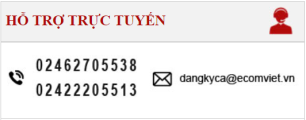 HỖ TRỢ TRỰC TUYẾN
02462705538
02422205513
dangkyca@ecomviet.vn